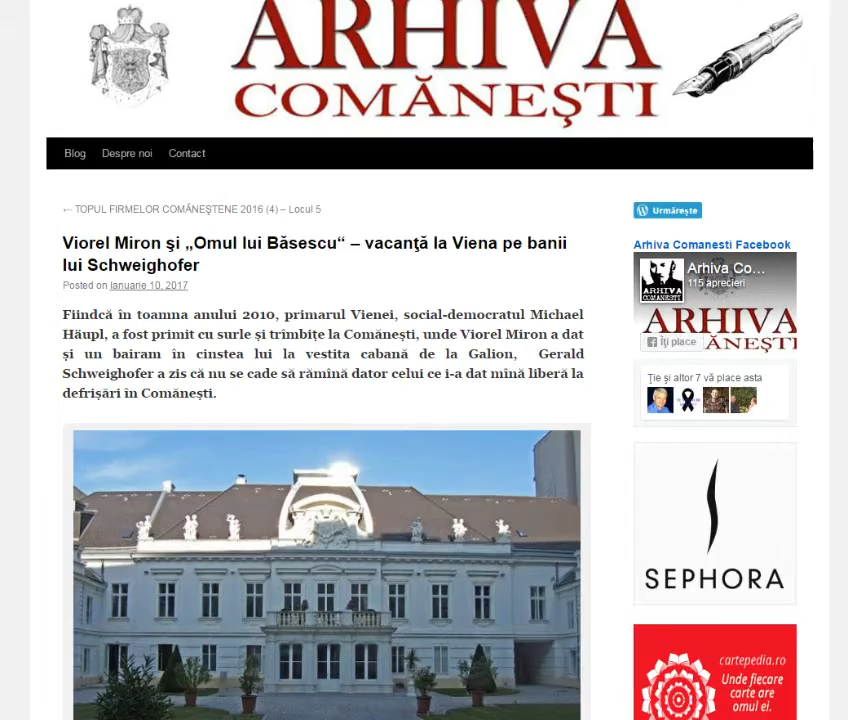 ARHIVA
COMĂNEŞTI
Blog Despre noi Contact
← TOPUL FIRMELOR COMĂNEŞTENE 2016 (4) – Locul 5
Viorel Miron şi „Omul lui Băsescu“ – vacanţă la Viena pe banii
lui Schweighofer
Posted on Ianuarie 10, 2017
Fiindcă în toamna anului 2010, primarul Vienei, social-democratul Michael
Häupl, a fost primit cu surle şi trîmbiţe la Comăneşti, unde Viorel Miron a dat
şi un bairam în cinstea lui la vestita cabană de la Galion, Gerald
Schweighofer a zis că nu se cade să rămînă dator celui ce i-a dat mînă liberă la
defrişări în Comăneşti.
Urmăreşte
Arhiva Comanesti Facebook
Arhiva Co...
115 aprecieri
ARHIVA
COMĂNEŞTI
ARHIVA
ĂNEŞTI
Îţi place
Ţie şi altor 7 vă place asta
SEPHORA
cartepedia.ro
Unde fiecare
carte are
omul ei.